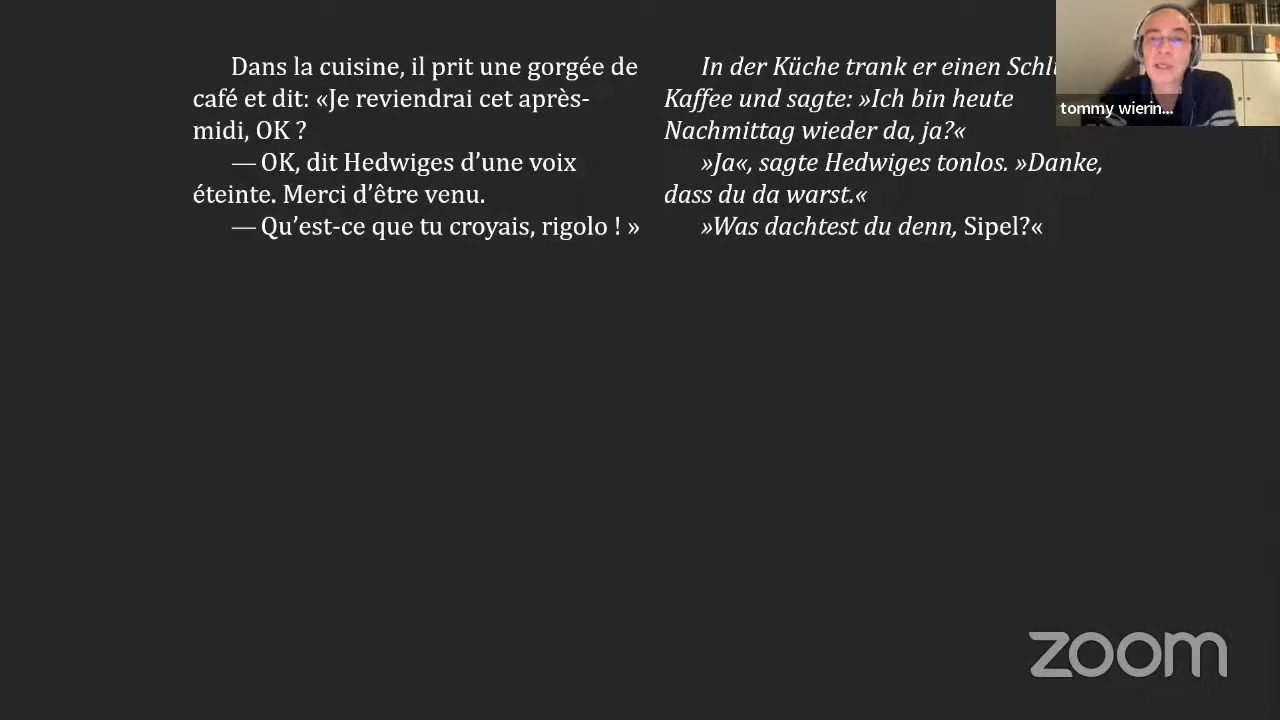 Dans la cuisine, il prit une gorgée de
café et dit: «Je reviendrai cet après-
midi, OK ?
— OK, dit Hedwiges d’une voix
éteinte. Merci d’être venu.
— Qu’est-ce que tu croyais, rigolo ! »
In der Küche trank er einen
Kaffee und sagte: »Ich bin heute
Nachmittag wieder da, ja?«
»Ja«, sagte Hedwiges tonlos. »Danke,
dass du da warst.«
»Was dachtest du denn, Sipel?«
tommy wierin...
zoom